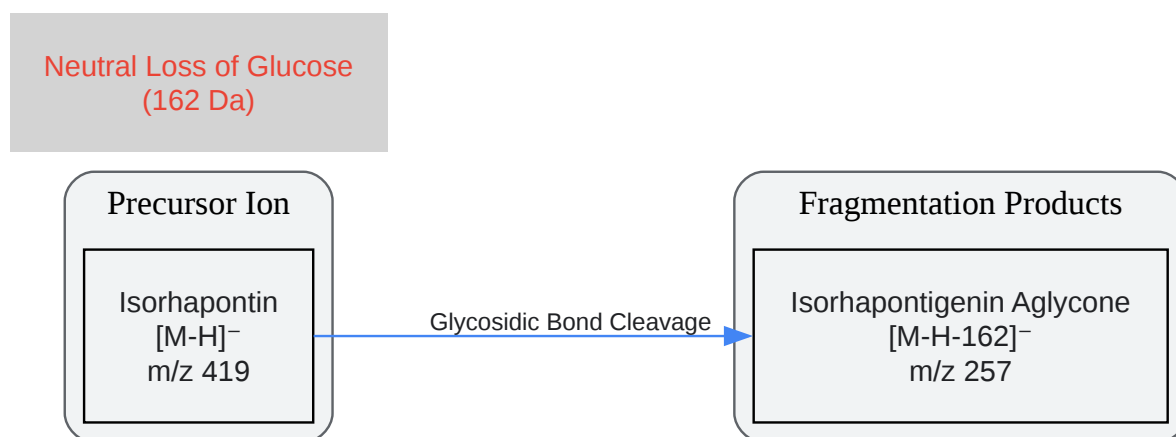 Neutral Loss of Glucose
(162 Da)
Precursor Ion
Isorhapontin
[M-H]⁻
m/z 419
Glycosidic Bond Cleavage
Fragmentation Products
Isorhapontigenin Aglycone
[M-H-162]⁻
m/z 257